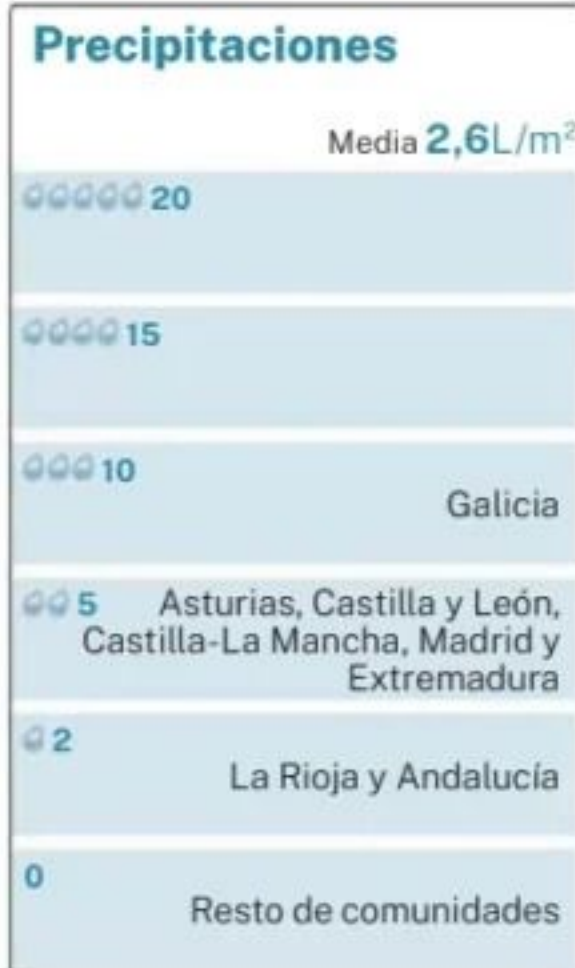 Precipitaciones
Media 2,6L/m²
20
15
10
Galicia
5 Asturias, Castilla y León,
Castilla-La Mancha, Madrid y
Extremadura
2
La Rioja y Andalucía
0
Resto de comunidades